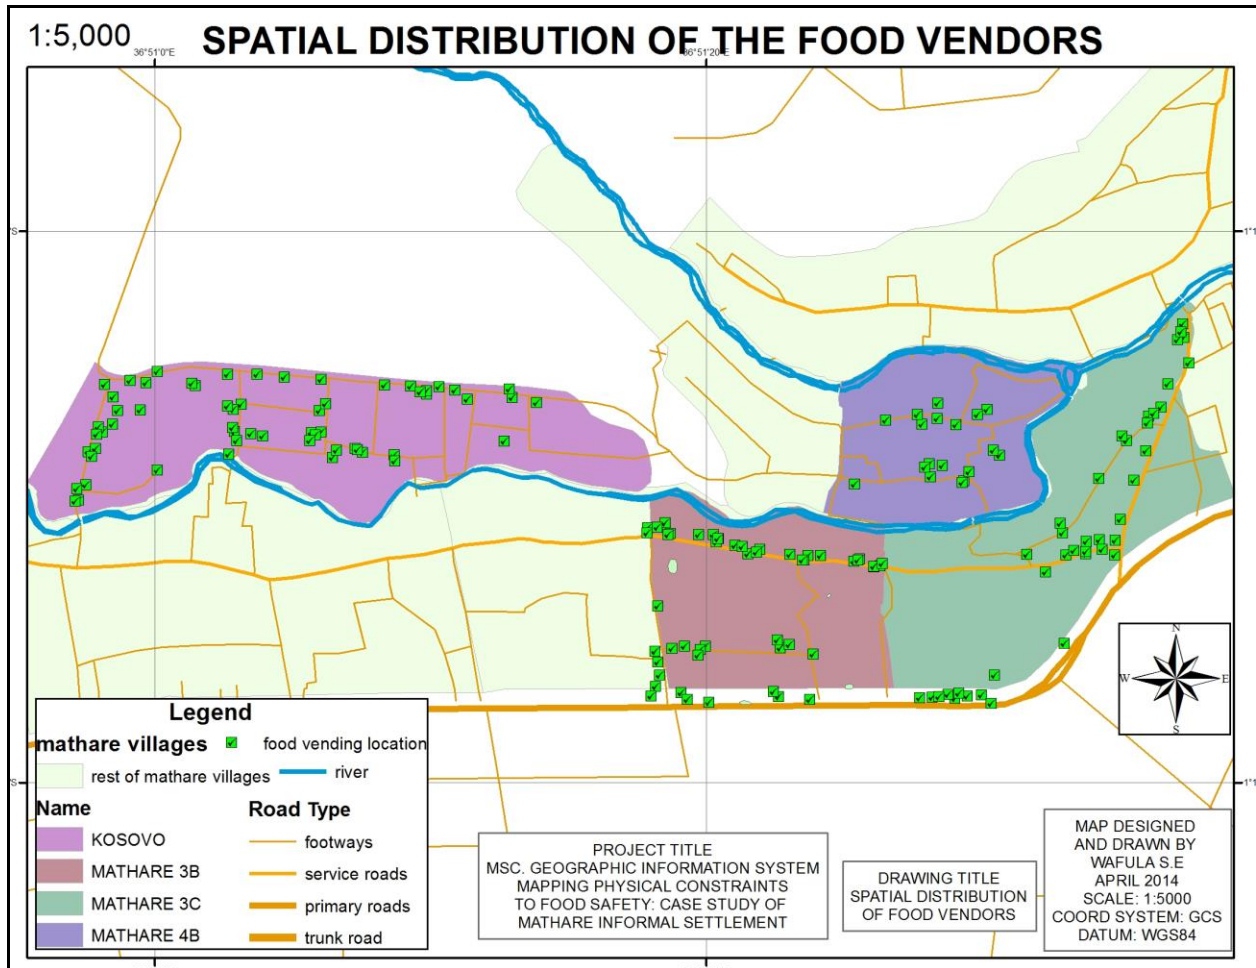 1:5,000
SPATIAL DISTRIBUTION OF THE FOOD VENDORS
36°51'0"E
36°51'20"E
N
W
E
S
Legend
mathare villages
food vending location
rest of mathare villages
river
Name
Road Type
KOSOVO
footways
MATHARE 3B
service roads
MATHARE 3C
primary roads
MATHARE 4B
trunk road
PROJECT TITLE
MSC. GEOGRAPHIC INFORMATION SYSTEM
MAPPING PHYSICAL CONSTRAINTS
TO FOOD SAFETY: CASE STUDY OF
MATHARE INFORMAL SETTLEMENT
DRAWING TITLE
SPATIAL DISTRIBUTION
OF FOOD VENDORS
MAP DESIGNED
AND DRAWN BY
WAFULA S.E
APRIL 2014
SCALE: 1:5000
COORD SYSTEM: GCS
DATUM: WGS84